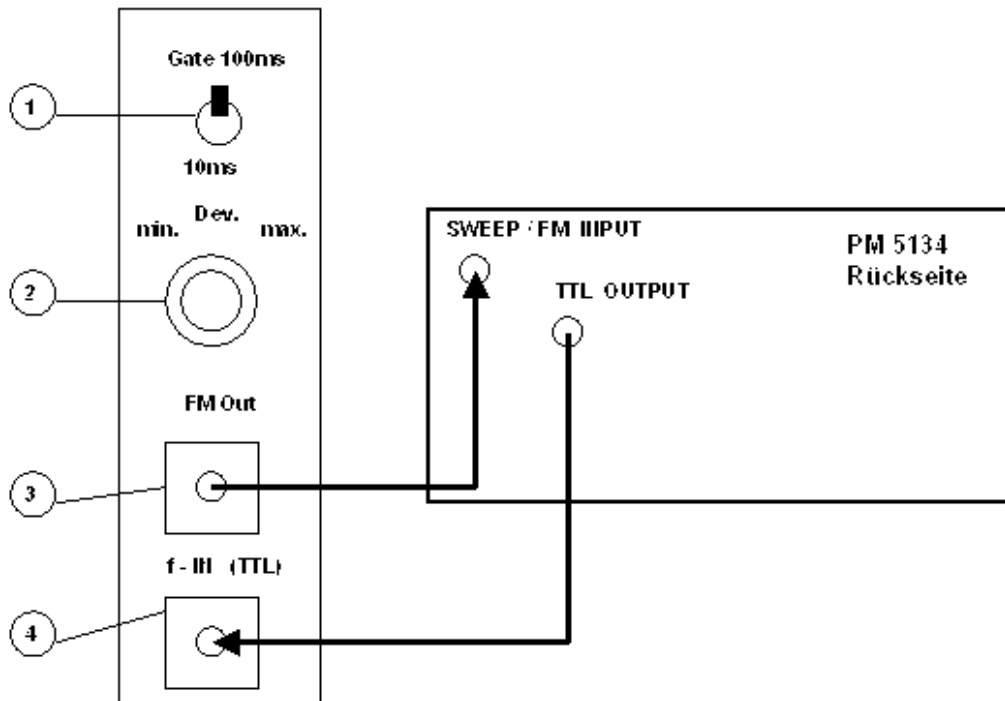 Gate 100ms
1
10ms
min. Dev. max.
2
FM Out
3
f - IN (TTL)
4
SWEEP / FM INPUT
TTL OUTPUT
PM 5134
Rückseite